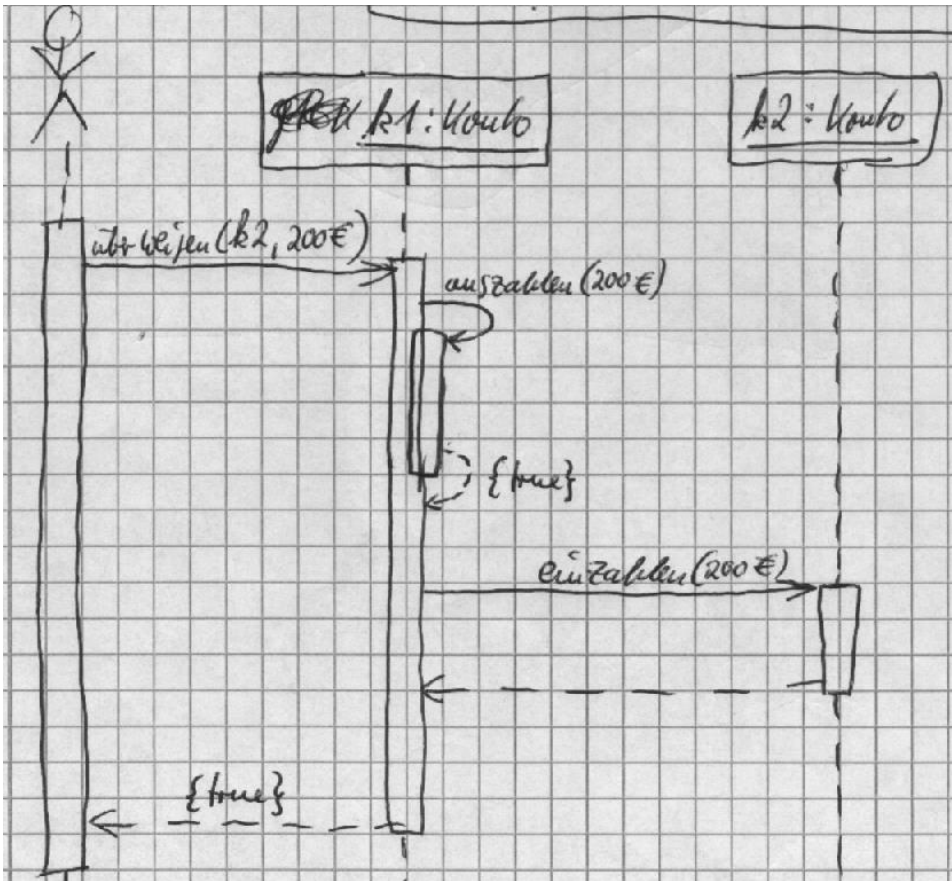 k1 : Konto
k2 : Konto
überweisen (k2, 200€)
auszahlen (200€)
{true}
einzahlen (200€)
{true}